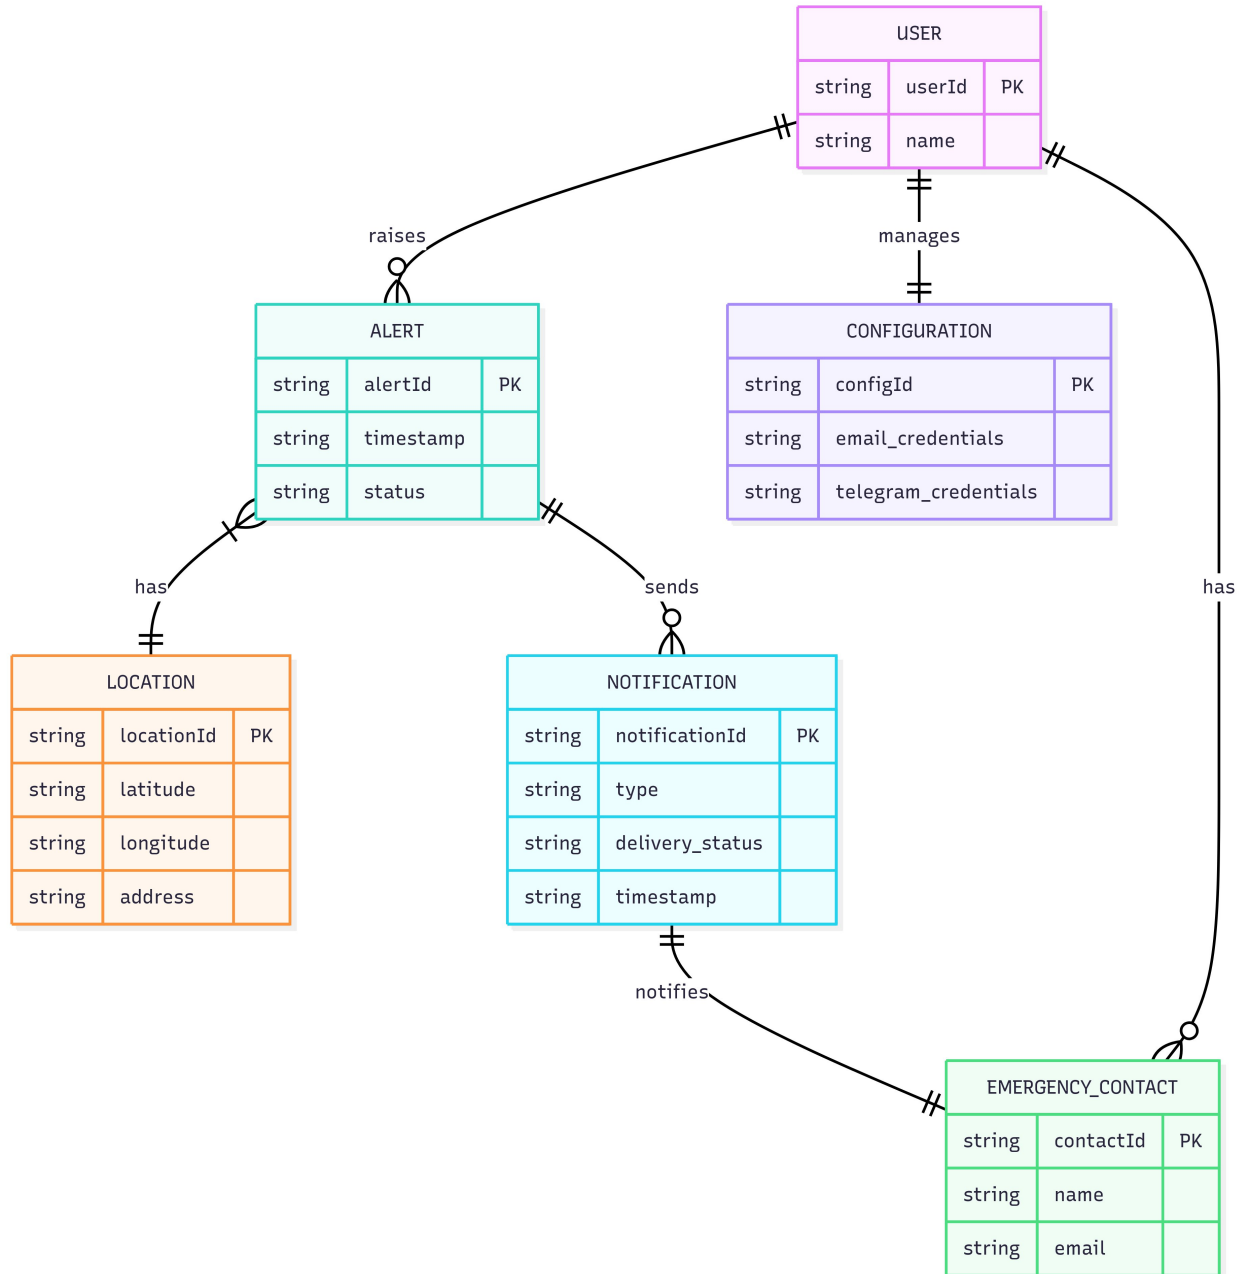 USER
string userId PK
string name
raises
manages
ALERT
string alertId PK
string timestamp
string status
CONFIGURATION
string configId PK
string email_credentials
string telegram_credentials
has
sends
has
LOCATION
string locationId PK
string latitude
string longitude
string address
NOTIFICATION
string notificationId PK
string type
string delivery_status
string timestamp
notifies
EMERGENCY_CONTACT
string contactId PK
string name
string email